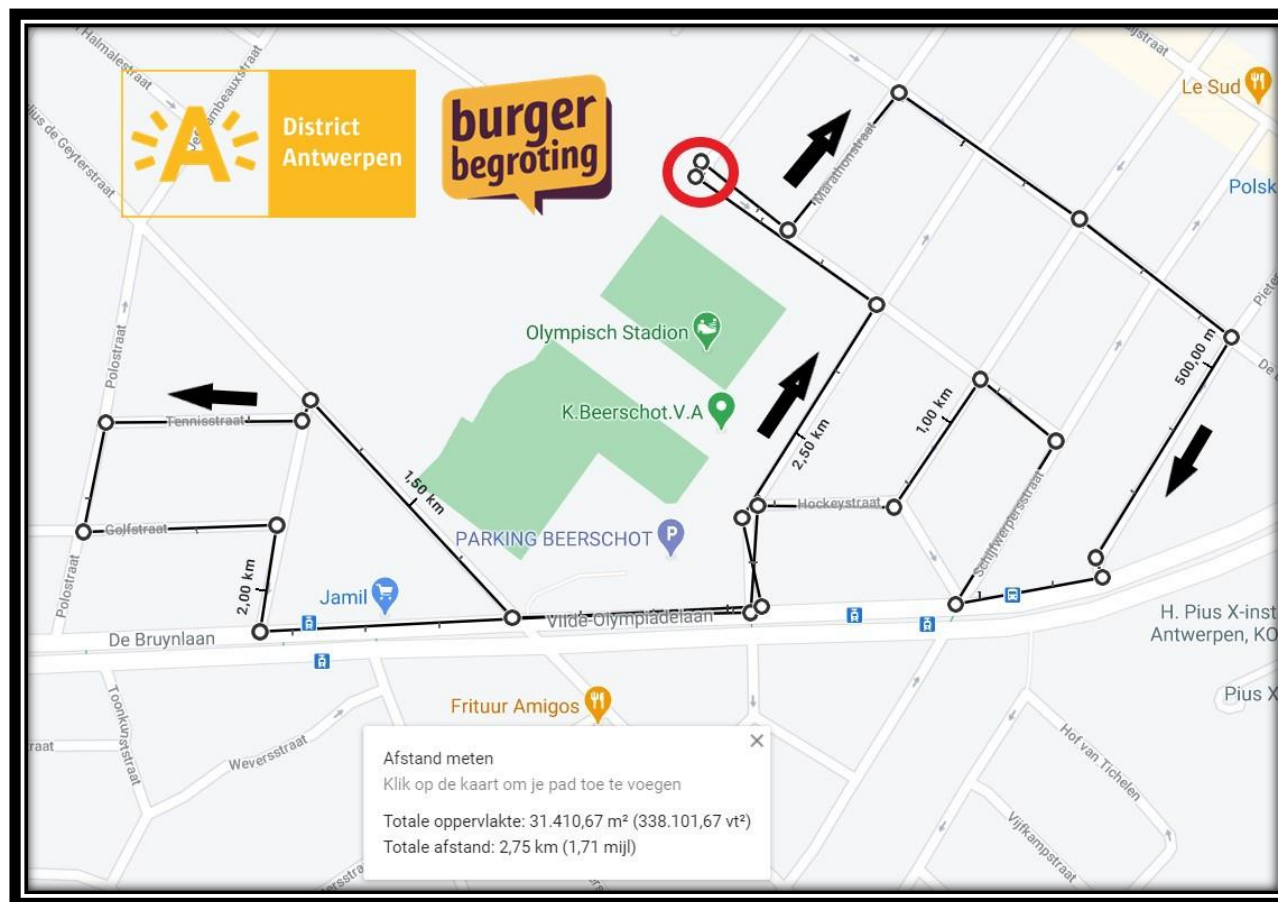 Halmalestraat
Le Sud
District
Antwerpen
burger
begroting
Marathonstraat
Polsk
Polostraat
Olympisch Stadion
K.Beerschot.V.A
500,00 m
Tennisstraat
1,00 km
2,50 km
1,50 km
Hockeystraat
Golfstraat
PARKING BEERSCHOT
Schijfwerpersstraat
2,00 km
Polostraat
Jamil
VIIde Olympiadelaan
De Bruynlaan
H. Pius X-inst
Antwerpen, KO
Pius X
Frituur Amigos
Toonkunststraat
Weversstraat
raat
Hof van Tichelen
Afstand meten
Klik op de kaart om je pad toe te voegen
Totale oppervlakte: 31.410,67 m² (338.101,67 vt²)
Totale afstand: 2,75 km (1,71 mijl)
Vijfkampstraat